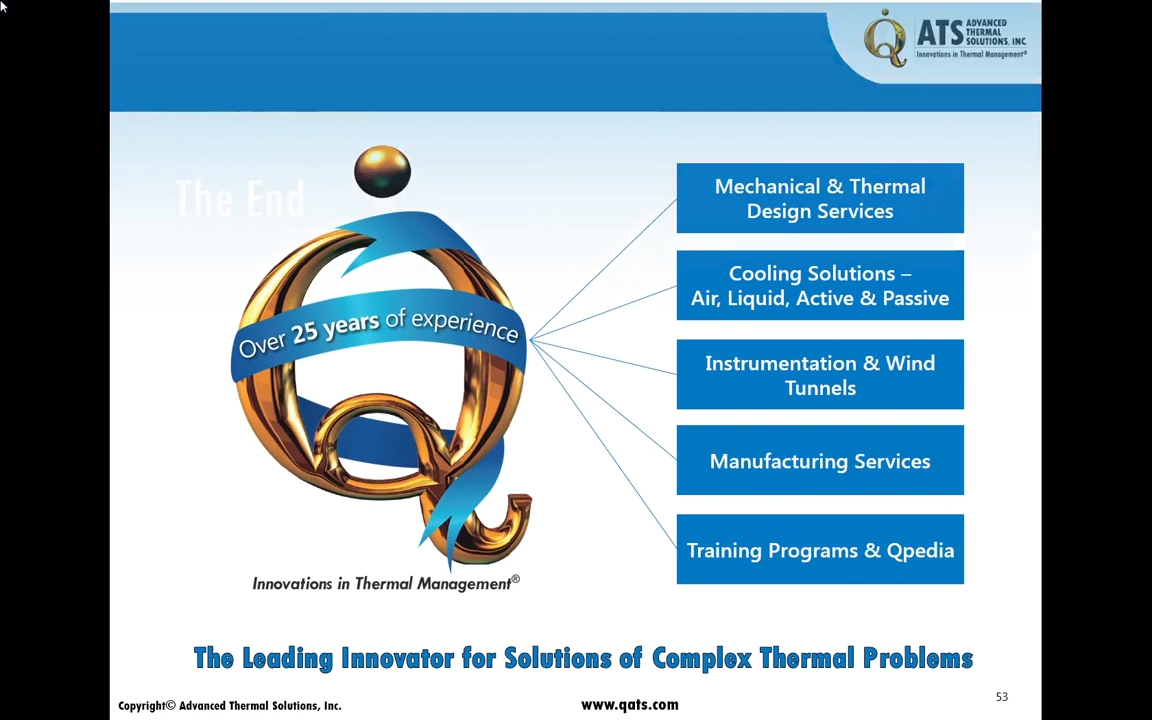 ATS ADVANCED
THERMAL
SOLUTIONS, INC.
Innovations in Thermal Management®
The End
Over 25 years of experience
Innovations in Thermal Management®
Mechanical & Thermal
Design Services
Cooling Solutions –
Air, Liquid, Active & Passive
Instrumentation & Wind
Tunnels
Manufacturing Services
Training Programs & Qpedia
The Leading Innovator for Solutions of Complex Thermal Problems
Copyright© Advanced Thermal Solutions, Inc.
www.qats.com
53